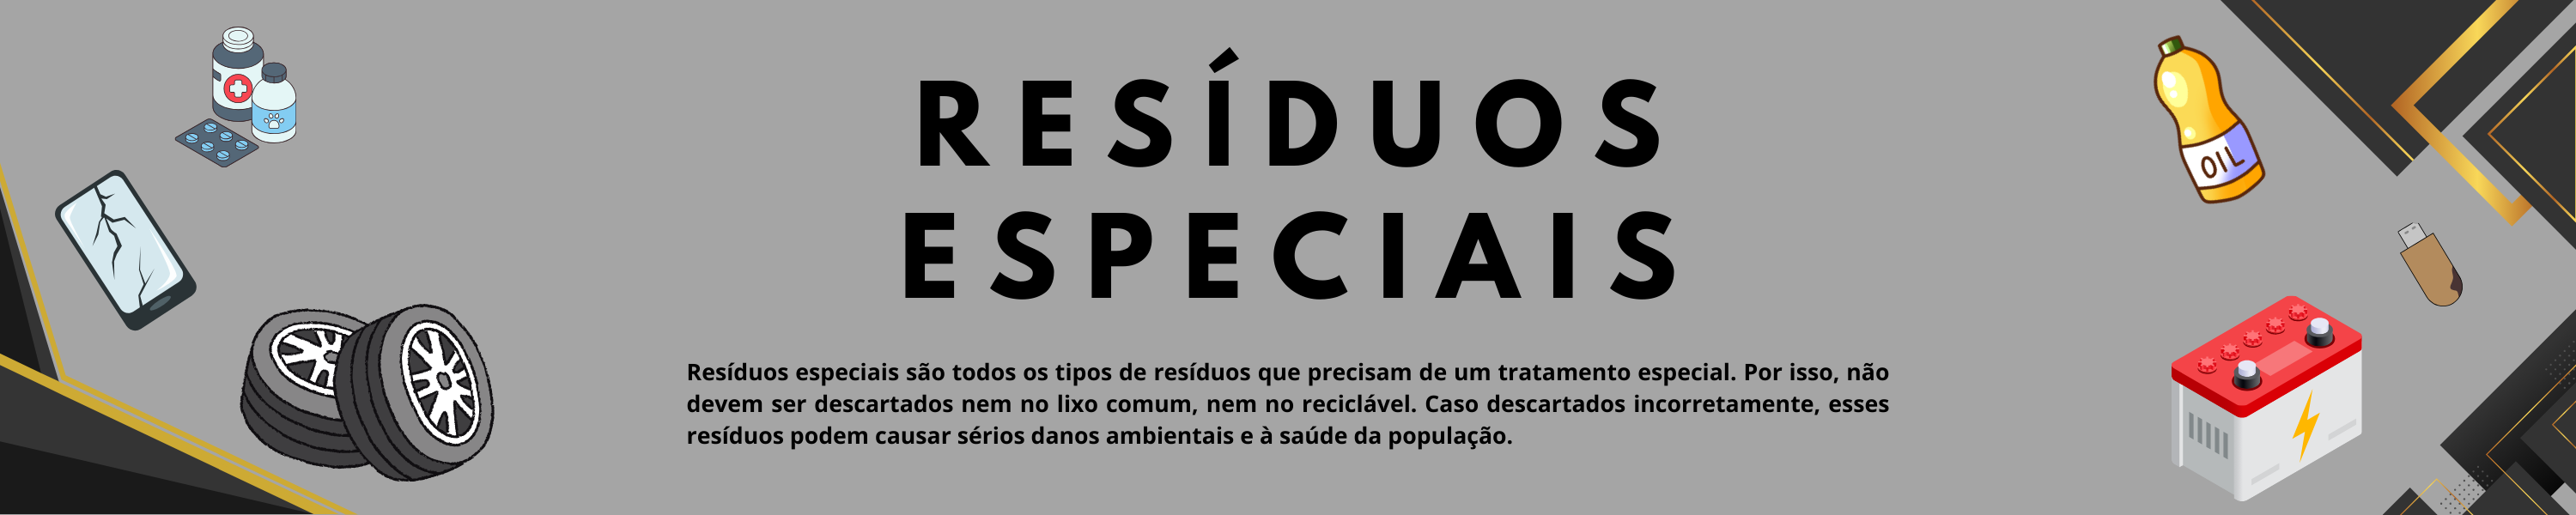 RESÍDUOS
ESPECIAIS
Resíduos especiais são todos os tipos de resíduos que precisam de um tratamento especial. Por isso, não
devem ser descartados nem no lixo comum, nem no reciclável. Caso descartados incorretamente, esses
resíduos podem causar sérios danos ambientais e à saúde da população.
OIL